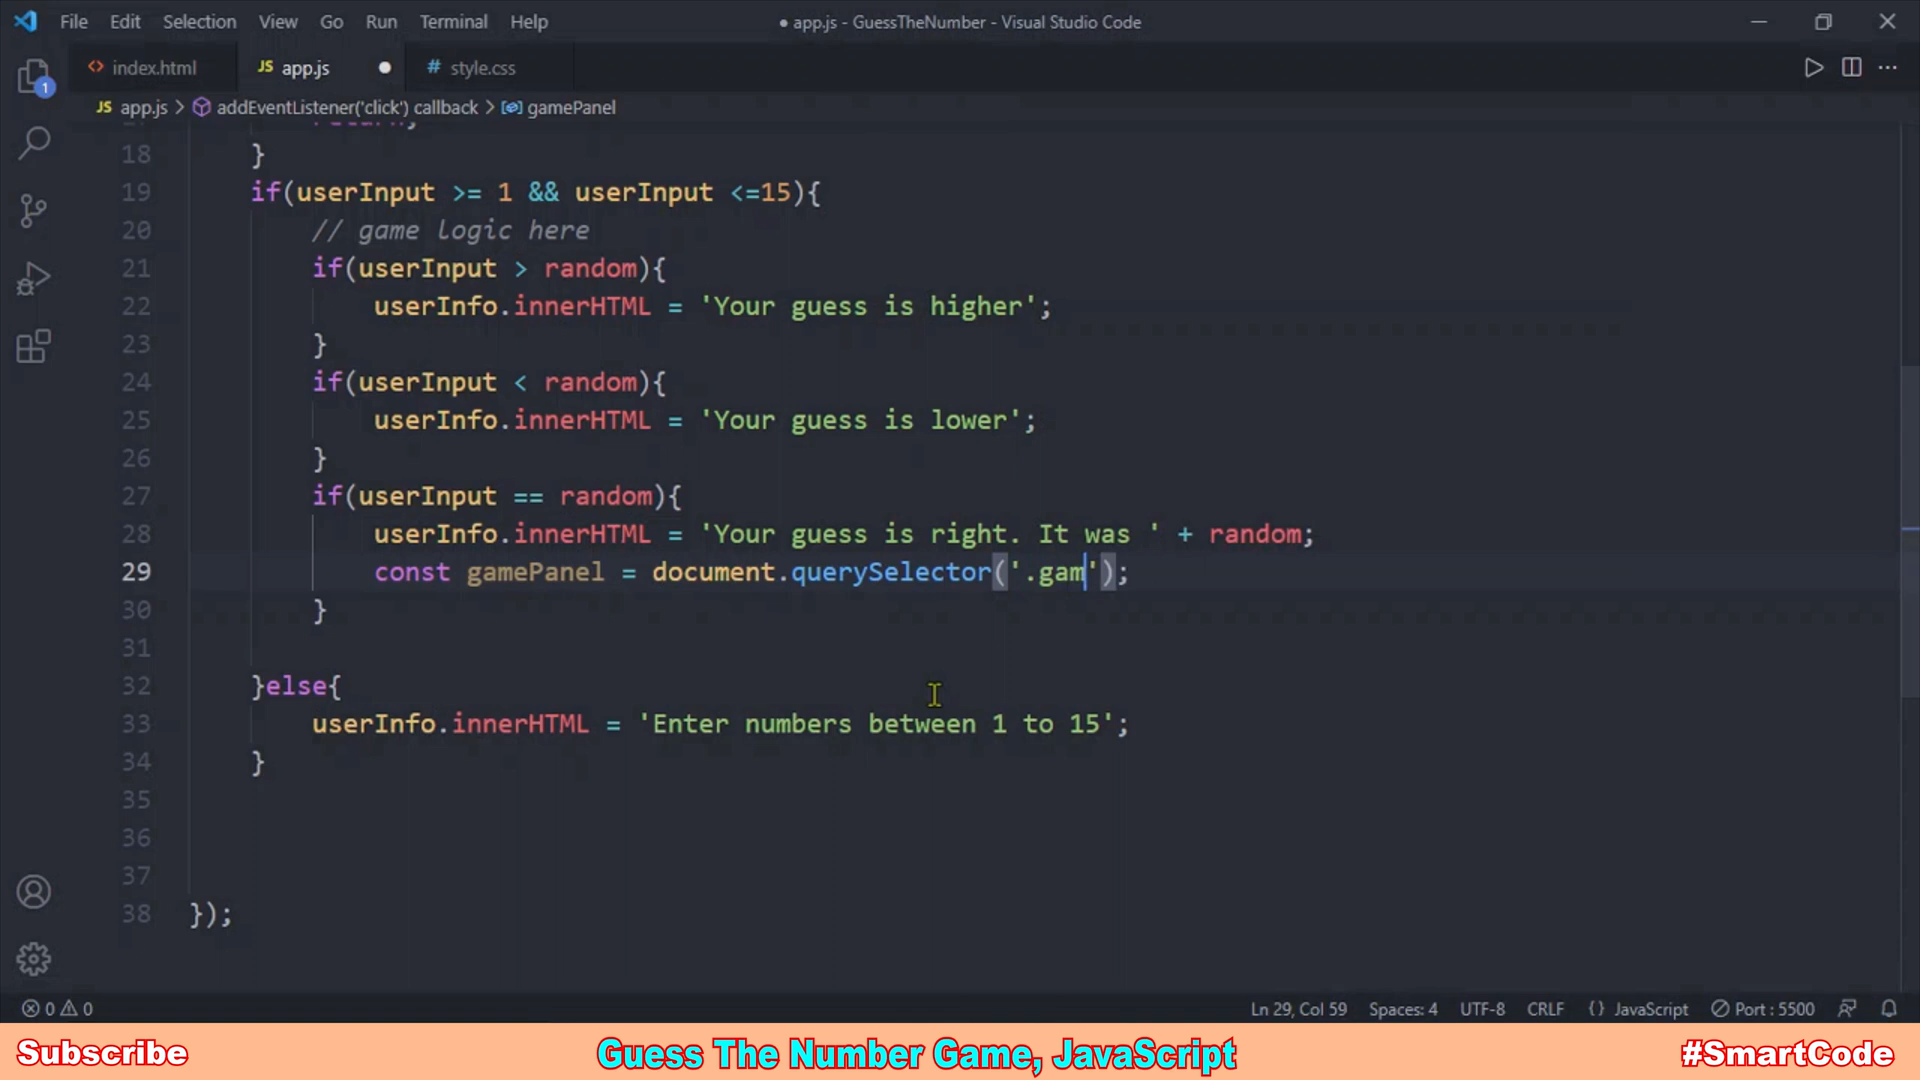 File Edit Selection View Go Run Terminal Help ● app.js - GuessTheNumber - Visual Studio Code
<> index.html JS app.js ● # style.css
1
JS app.js > addEventListener('click') callback > gamePanel
18 }
19 if(userInput >= 1 && userInput <=15){
20 // game logic here
21 if(userInput > random){
22 userInfo.innerHTML = 'Your guess is higher';
23 }
24 if(userInput < random){
25 userInfo.innerHTML = 'Your guess is lower';
26 }
27 if(userInput == random){
28 userInfo.innerHTML = 'Your guess is right. It was ' + random;
29 const gamePanel = document.querySelector('.gam');
30 }
31
32 }else{
33 userInfo.innerHTML = 'Enter numbers between 1 to 15';
34 }
35
36
37
38 });
0 0 Ln 29, Col 59 Spaces: 4 UTF-8 CRLF {} JavaScript Port : 5500
Subscribe Guess The Number Game, JavaScript #SmartCode